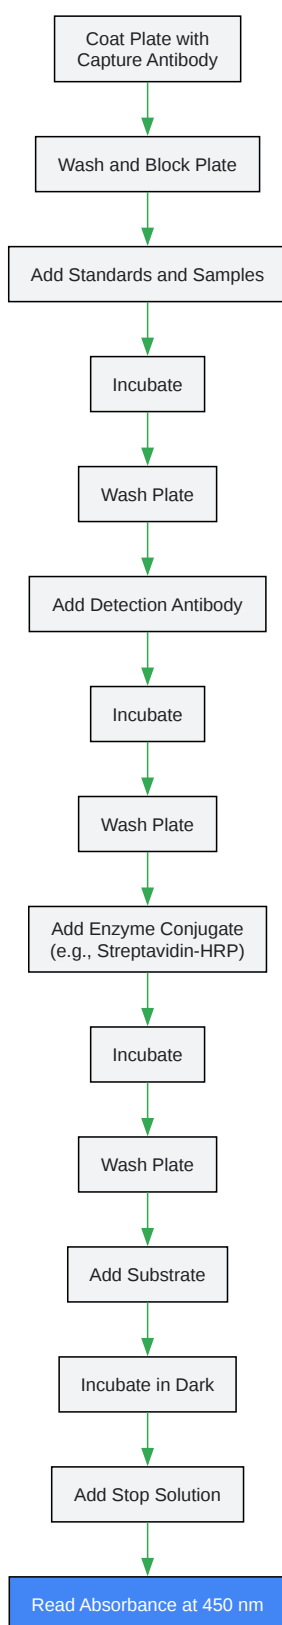 Coat Plate with
Capture Antibody
Wash and Block Plate
Add Standards and Samples
Incubate
Wash Plate
Add Detection Antibody
Incubate
Wash Plate
Add Enzyme Conjugate
(e.g., Streptavidin-HRP)
Incubate
Wash Plate
Add Substrate
Incubate in Dark
Add Stop Solution
Read Absorbance at 450 nm